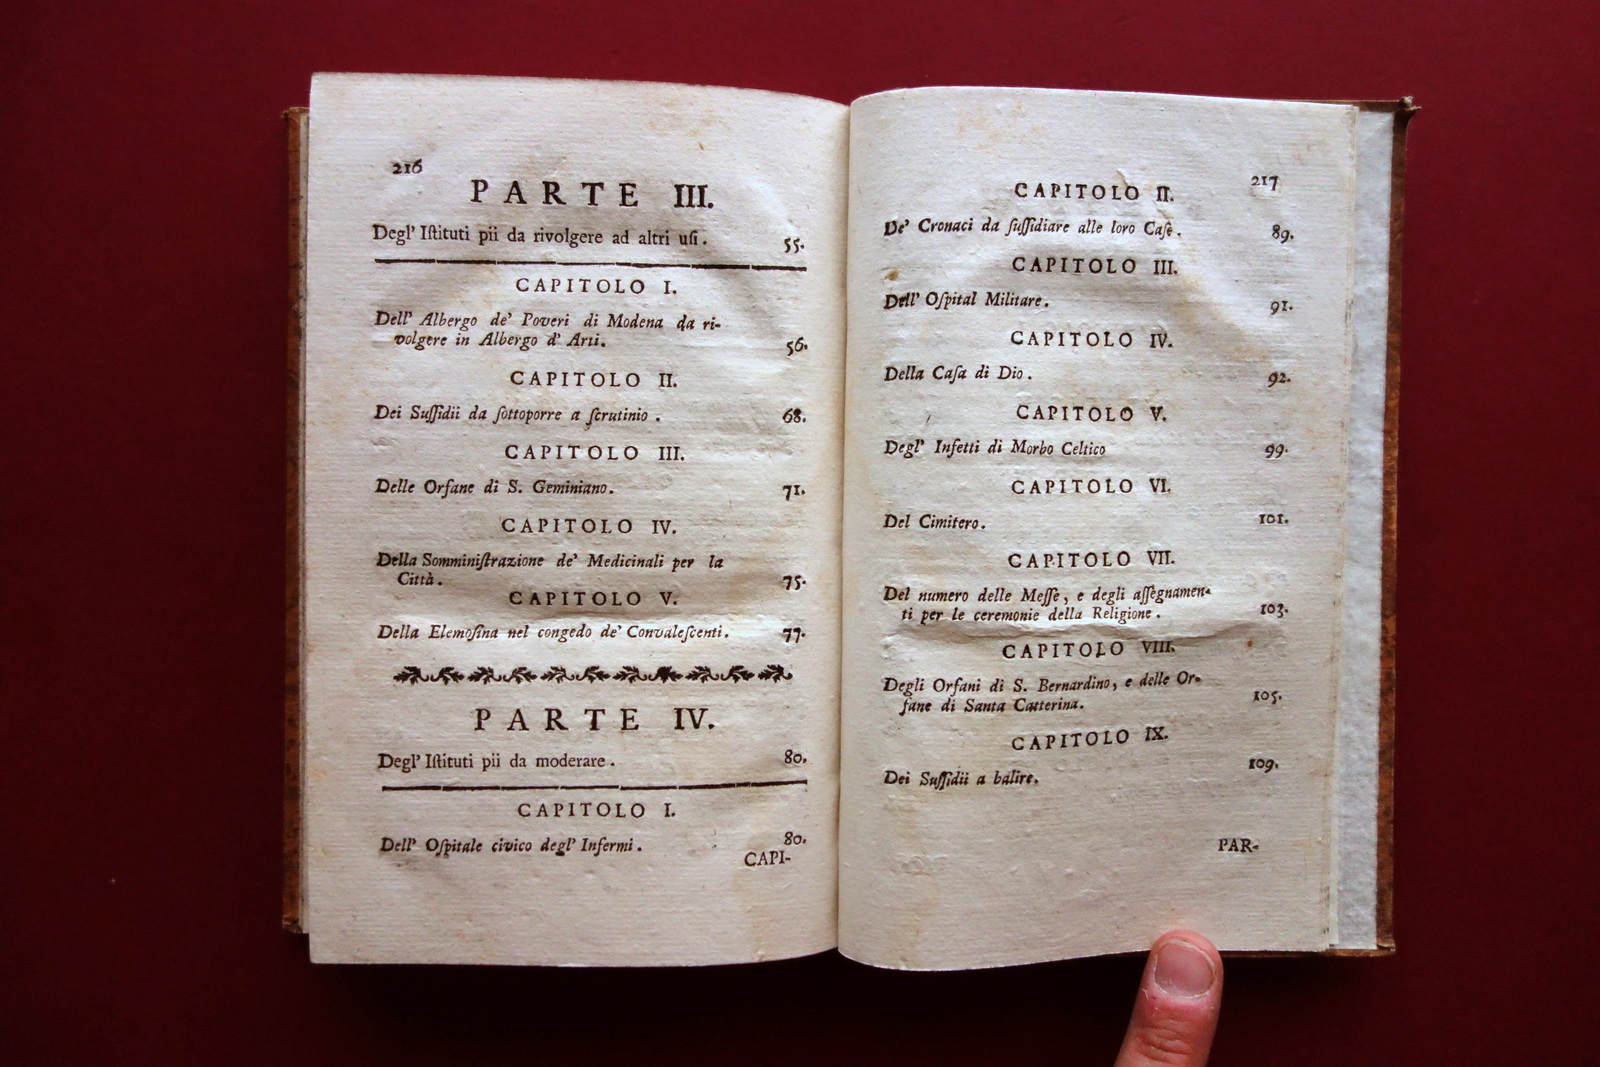 216
PARTE III.
Degl' Iſtituti pii da rivolgere ad altri uſi. 55.
CAPITOLO I.
Dell' Albergo de' Poveri di Modena da ri-
volgere in Albergo d' Arti. 56.
CAPITOLO II.
Dei Suſſidii da ſottoporre a ſcrutinio. 68.
CAPITOLO III.
Delle Orfane di S. Geminiano. 71.
CAPITOLO IV.
Della Somminiſtrazione de' Medicinali per la
Città. 75.
CAPITOLO V.
Della Elemoſina nel congedo de' Convaleſcenti. 77.
PARTE IV.
Degl' Iſtituti pii da moderare. 80.
CAPITOLO I.
Dell' Oſpitale civico degl' Infermi. 80.
CAPI-
217
CAPITOLO II.
De' Cronaci da ſuſſidiare alle loro Caſe. 89.
CAPITOLO III.
Dell' Oſpital Militare. 91.
CAPITOLO IV.
Della Caſa di Dio. 92.
CAPITOLO V.
Degl' Infetti di Morbo Celtico 99.
CAPITOLO VI.
Del Cimitero. 101.
CAPITOLO VII.
Del numero delle Meſſe, e degli aſſegnamen-
ti per le ceremonie della Religione. 103.
CAPITOLO VIII.
Degli Orfani di S. Bernardino, e delle Or-
fane di Santa Catterina. 105.
CAPITOLO IX.
Dei Suſſidii a balire. 109.
PAR-